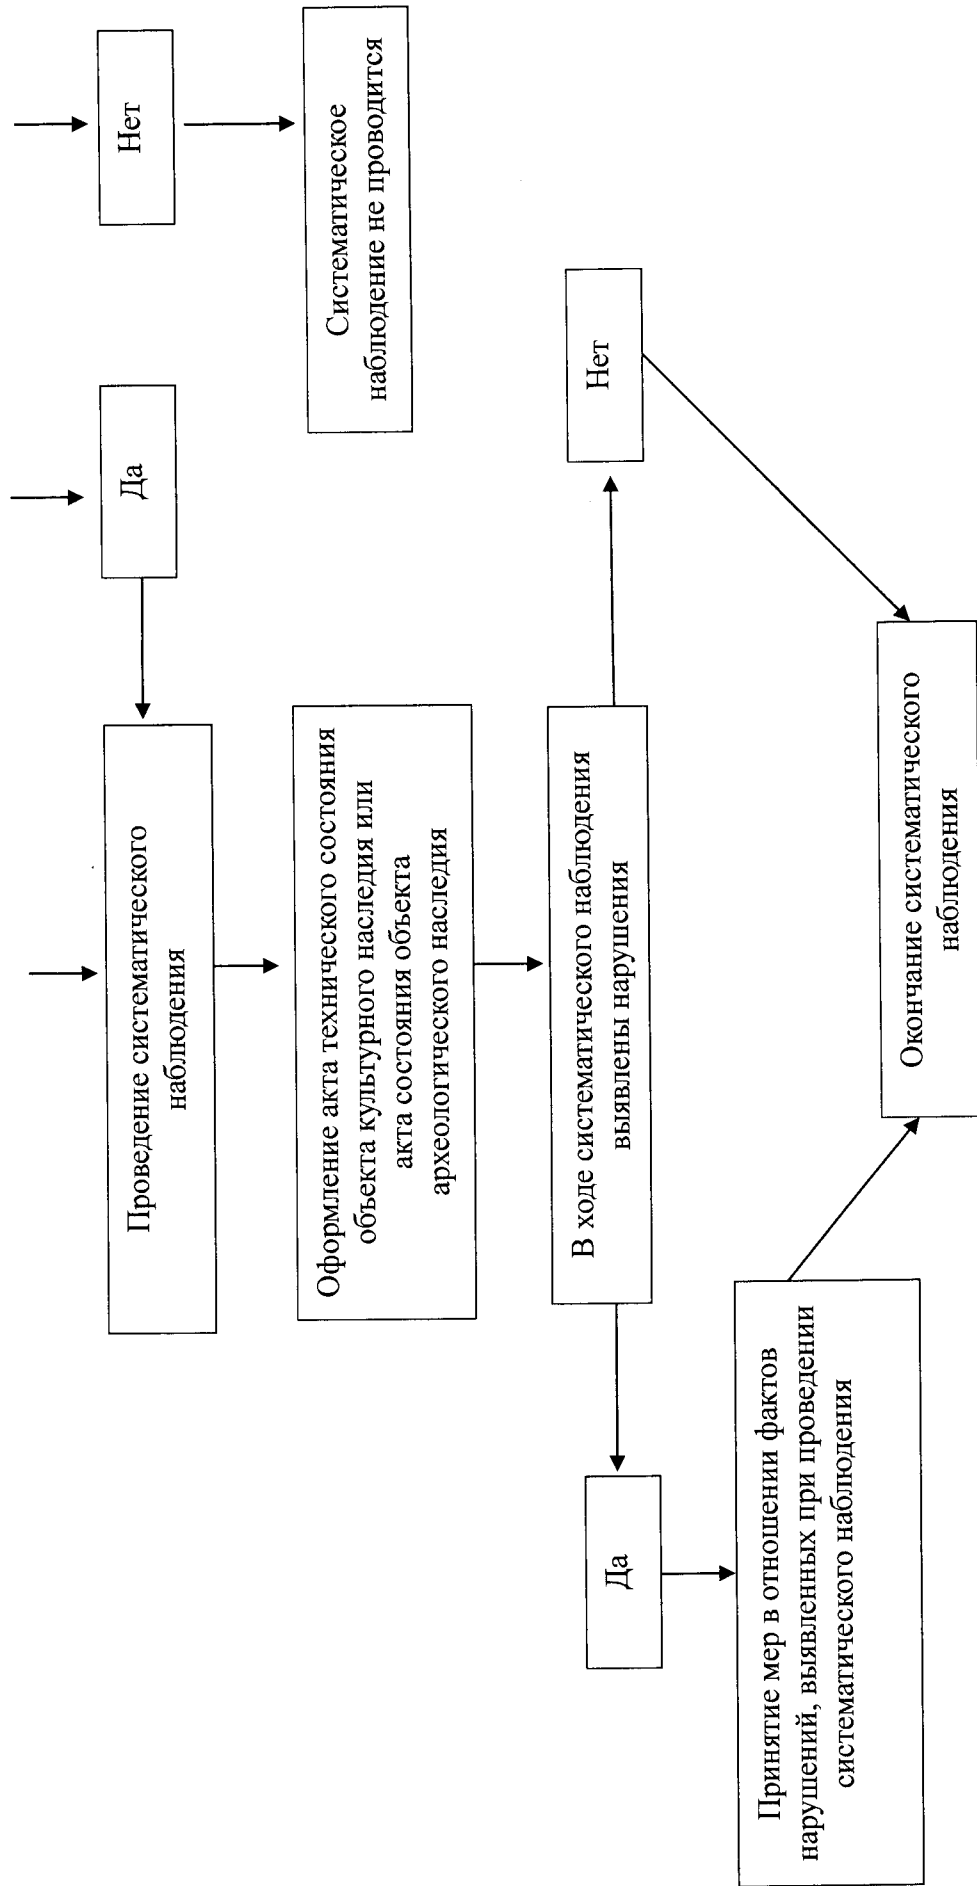 Проведение систематического
наблюдения
Да
Нет
Оформление акта технического состояния
объекта культурного наследия или
акта состояния объекта
археологического наследия
Систематическое
наблюдение не проводится
В ходе систематического наблюдения
выявлены нарушения
Да
Нет
Принятие мер в отношении фактов
нарушений, выявленных при проведении
систематического наблюдения
Окончание систематического
наблюдения